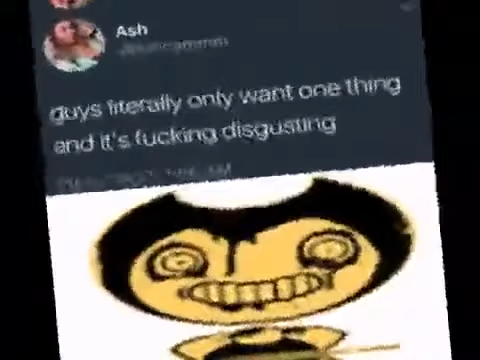 Ash
guys literally only want one thing
and it's fucking disgusting